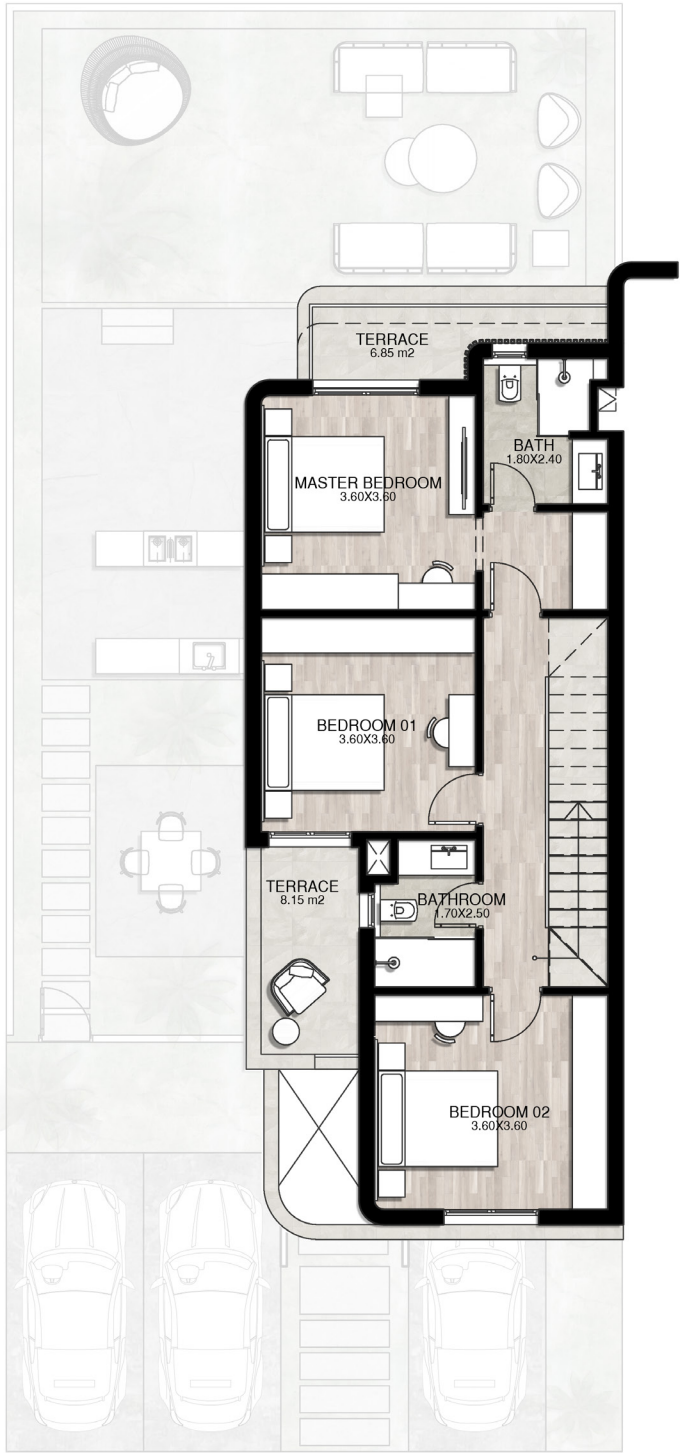 TERRACE
6.85 m2
BATH
1.80X2.40
MASTER BEDROOM
3.60X3.60
BEDROOM 01
3.60X3.60
TERRACE
8.15 m2
BATHROOM
1.70X2.50
BEDROOM 02
3.60X3.60